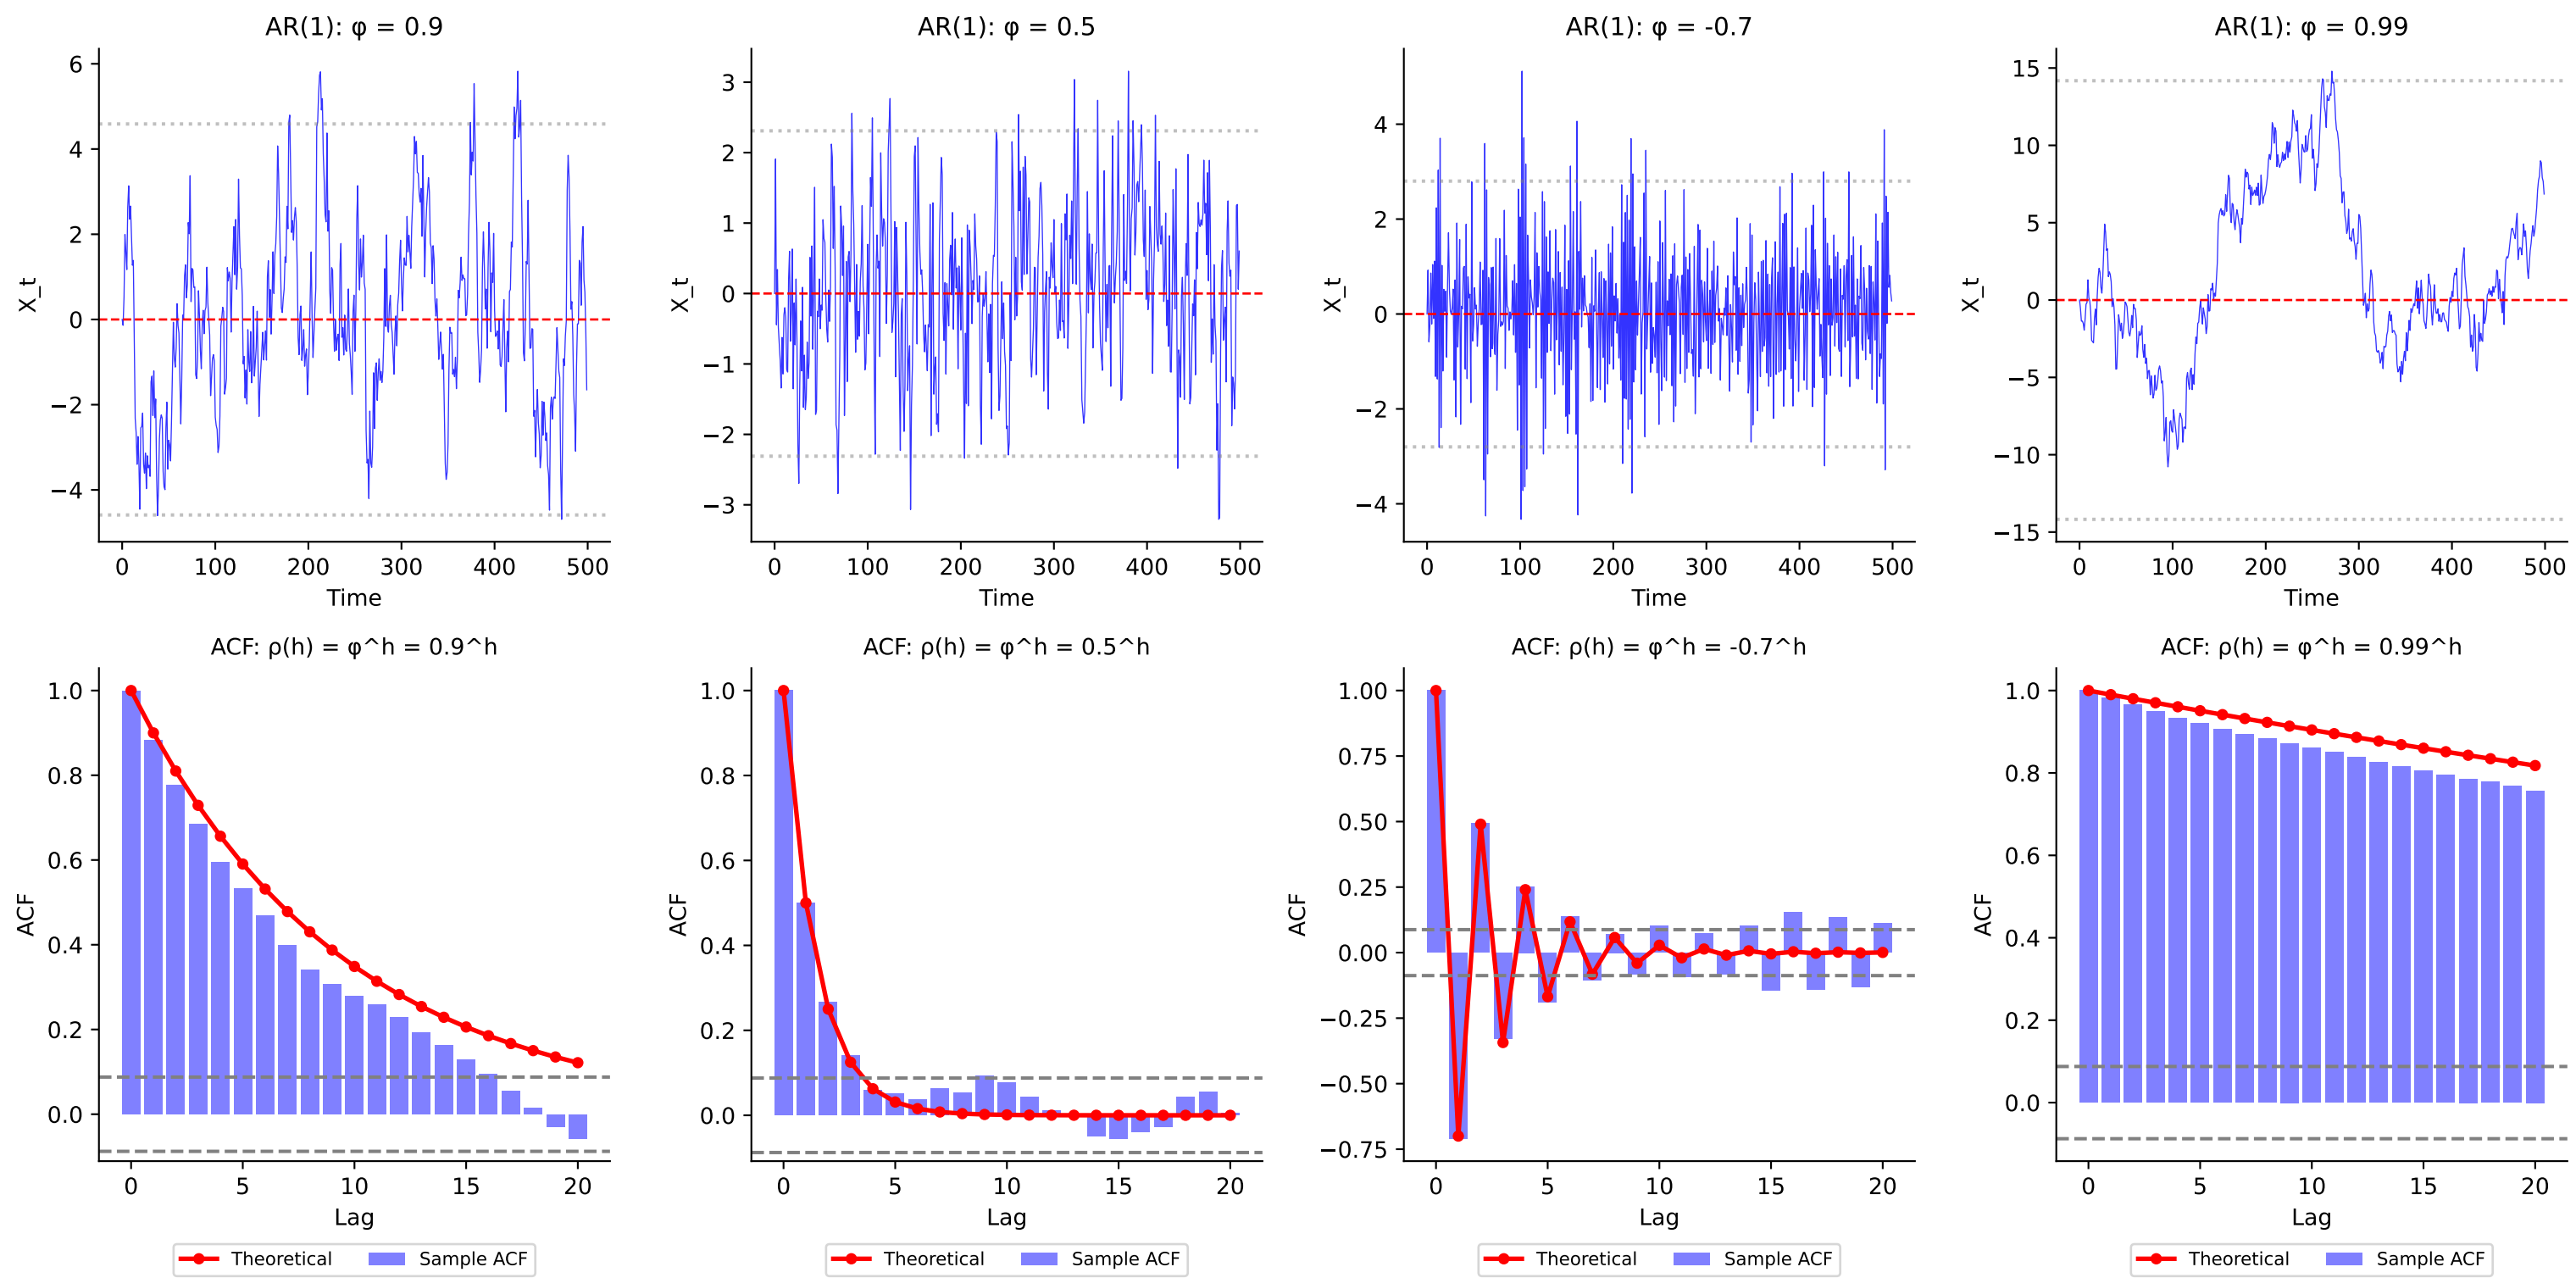 AR(1): φ = 0.9
6
4
2
0
−2
−4
X_t
0 100 200 300 400 500
Time
AR(1): φ = 0.5
3
2
1
0
−1
−2
−3
X_t
0 100 200 300 400 500
Time
AR(1): φ = -0.7
4
2
0
−2
−4
X_t
0 100 200 300 400 500
Time
AR(1): φ = 0.99
15
10
5
0
−5
−10
−15
X_t
0 100 200 300 400 500
Time
ACF: ρ(h) = φ^h = 0.9^h
1.0
0.8
0.6
0.4
0.2
0.0
ACF
0 5 10 15 20
Lag
Theoretical Sample ACF
ACF: ρ(h) = φ^h = 0.5^h
1.0
0.8
0.6
0.4
0.2
0.0
ACF
0 5 10 15 20
Lag
Theoretical Sample ACF
ACF: ρ(h) = φ^h = -0.7^h
1.00
0.75
0.50
0.25
0.00
−0.25
−0.50
−0.75
ACF
0 5 10 15 20
Lag
Theoretical Sample ACF
ACF: ρ(h) = φ^h = 0.99^h
1.0
0.8
0.6
0.4
0.2
0.0
ACF
0 5 10 15 20
Lag
Theoretical Sample ACF